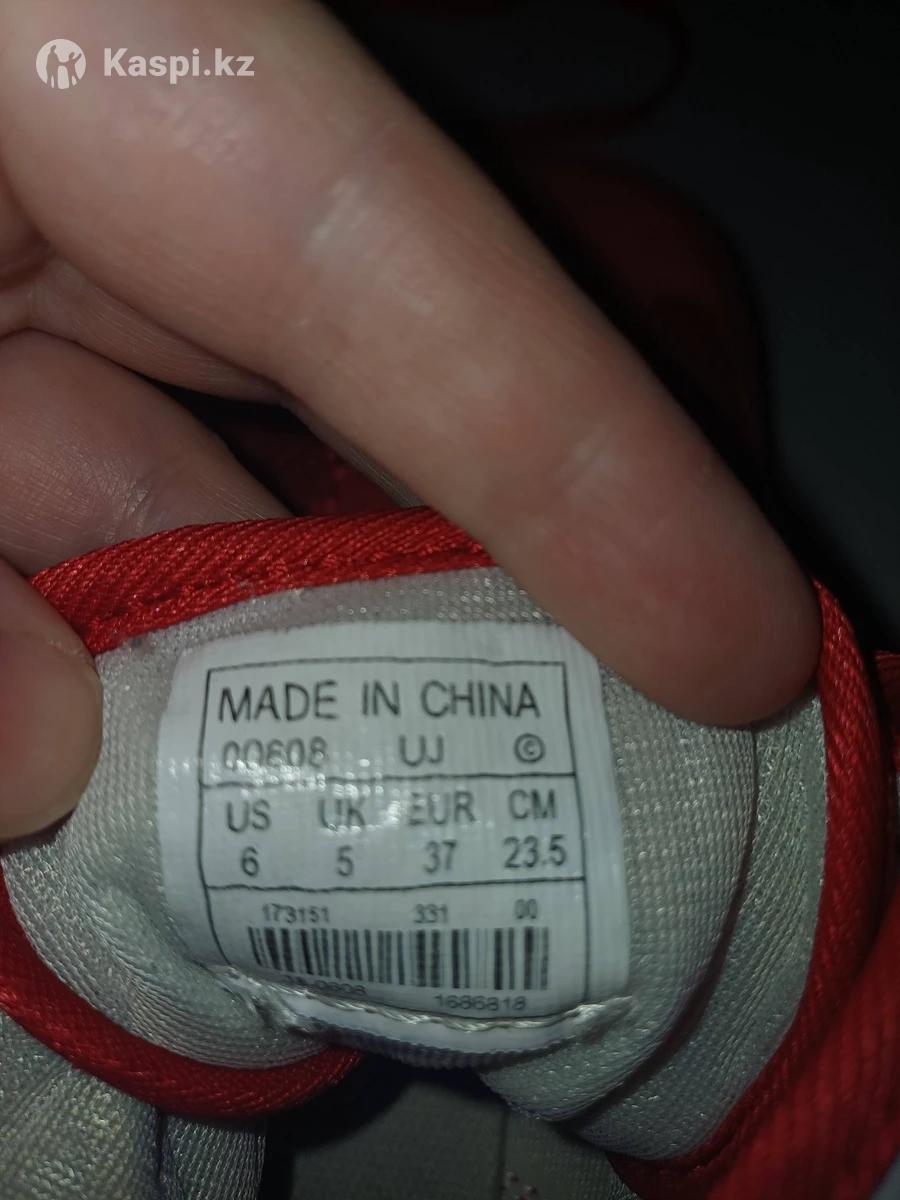 Kaspi.kz
MADE IN CHINA
00608 UJ ©
US UK EUR CM
6 5 37 23.5
173151 331 00
0608 1686818